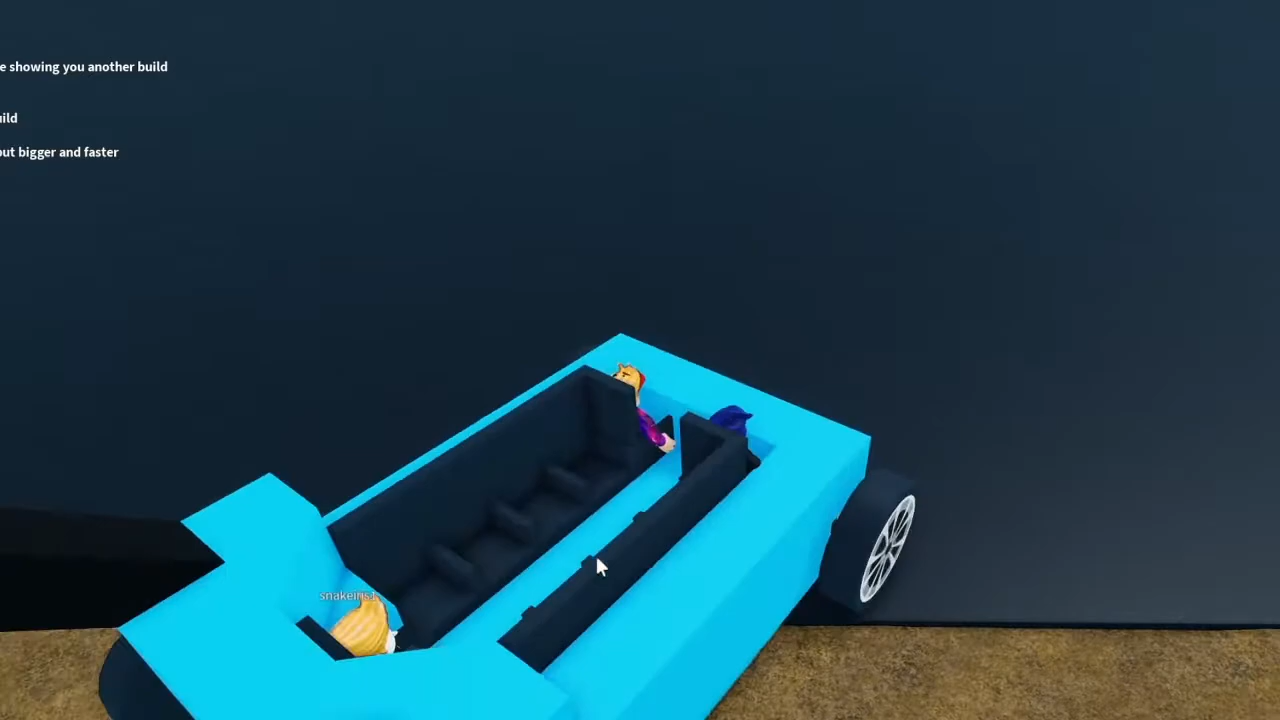 e showing you another build
uild
out bigger and faster
snakeins1